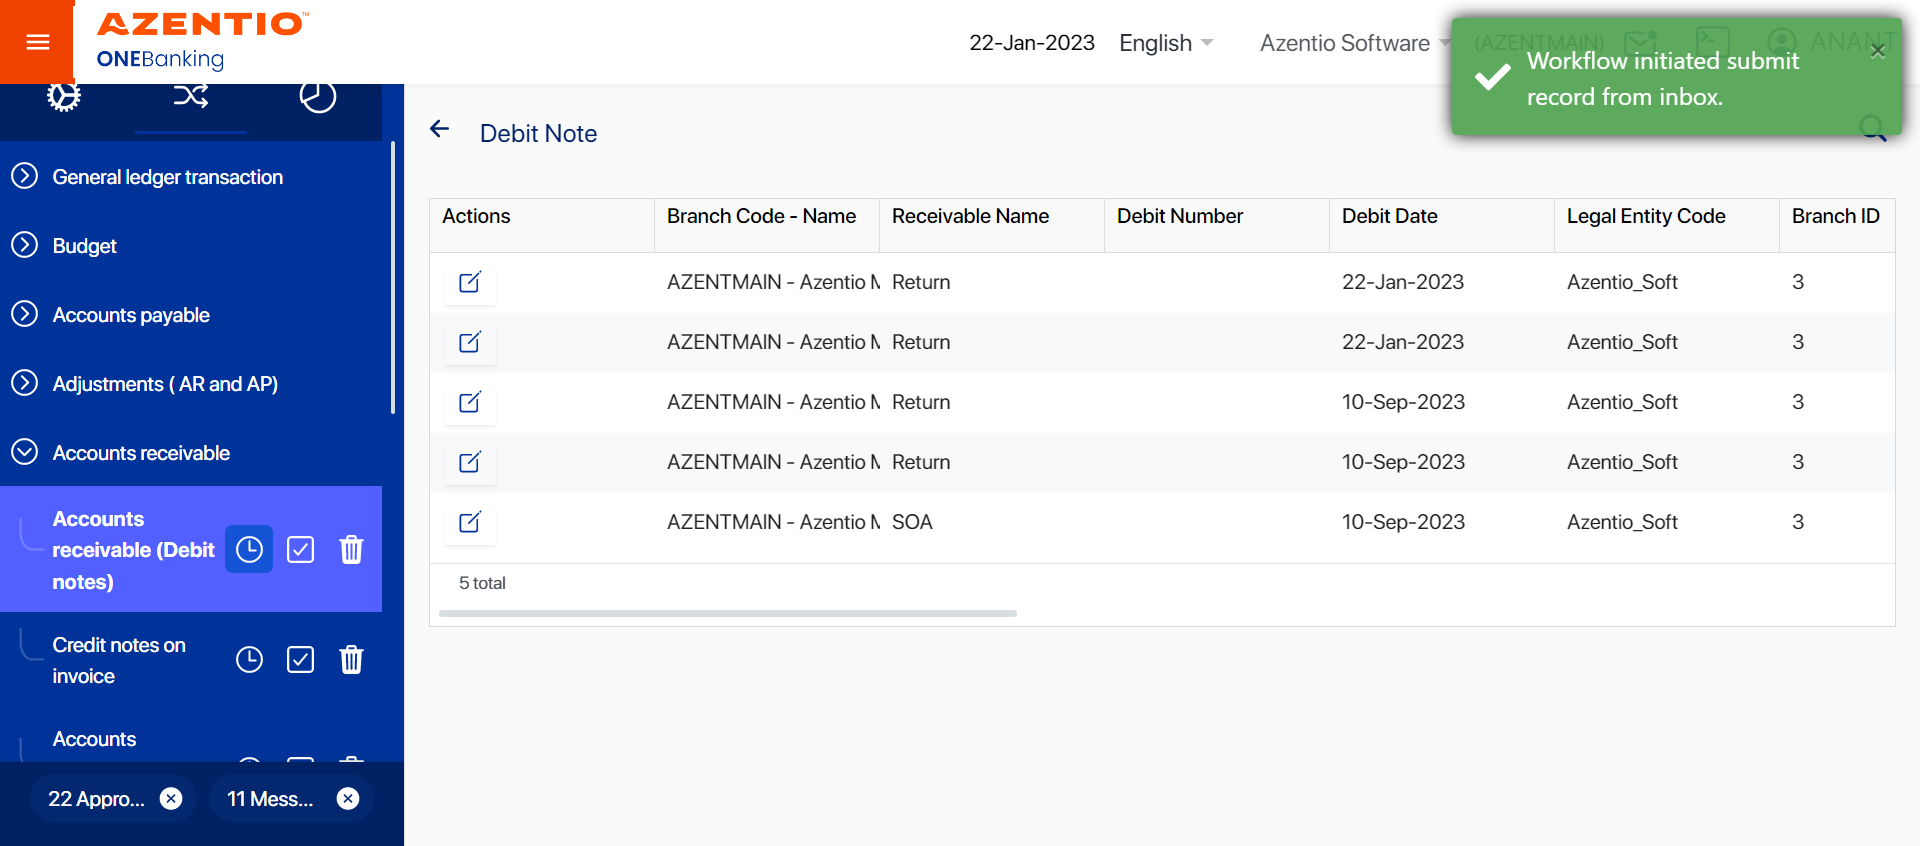 AZENTIO™
ONEBanking
22-Jan-2023 English Azentio Software (AZENTMAIN) ANANT
Workflow initiated submit
record from inbox.
General ledger transaction
Budget
Accounts payable
Adjustments ( AR and AP)
Accounts receivable
Accounts
receivable (Debit
notes)
Credit notes on
invoice
Accounts
22 Appro...
11 Mess...
Debit Note
Actions Branch Code - Name Receivable Name Debit Number Debit Date Legal Entity Code Branch ID
AZENTMAIN - Azentio M Return 22-Jan-2023 Azentio_Soft 3
AZENTMAIN - Azentio M Return 22-Jan-2023 Azentio_Soft 3
AZENTMAIN - Azentio M Return 10-Sep-2023 Azentio_Soft 3
AZENTMAIN - Azentio M Return 10-Sep-2023 Azentio_Soft 3
AZENTMAIN - Azentio M SOA 10-Sep-2023 Azentio_Soft 3
5 total